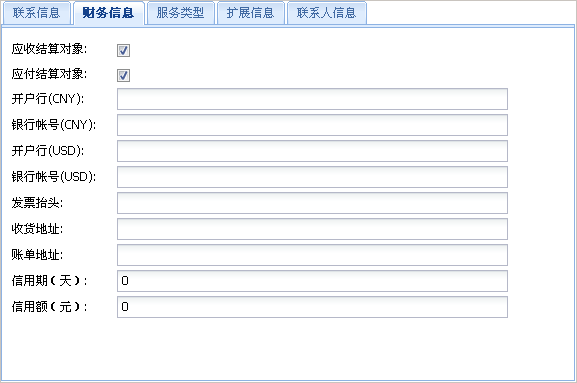 联系信息 财务信息 服务类型 扩展信息 联系人信息
应收结算对象:
应付结算对象:
开户行(CNY):
银行帐号(CNY):
开户行(USD):
银行帐号(USD):
发票抬头:
收货地址:
账单地址:
信用期（天）: 0
信用额（元）: 0